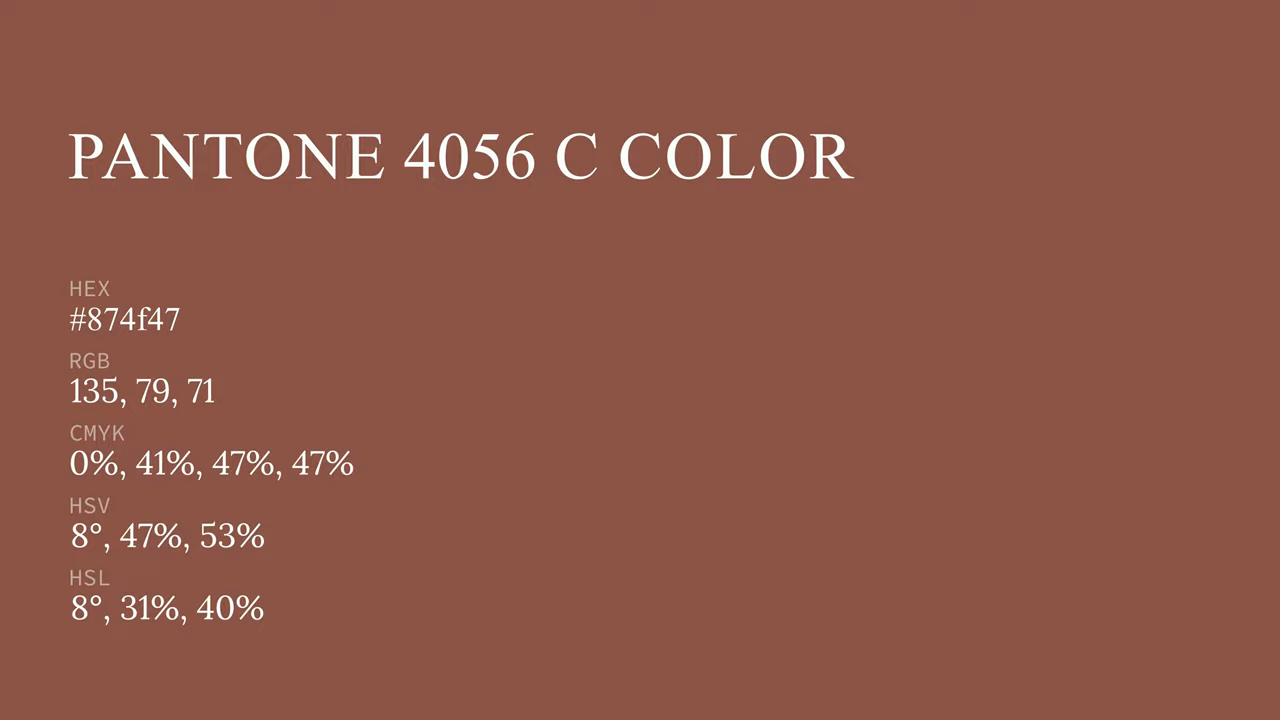 PANTONE 4056 C COLOR
HEX
#874f47
RGB
135, 79, 71
CMYK
0%, 41%, 47%, 47%
HSV
8°, 47%, 53%
HSL
8°, 31%, 40%